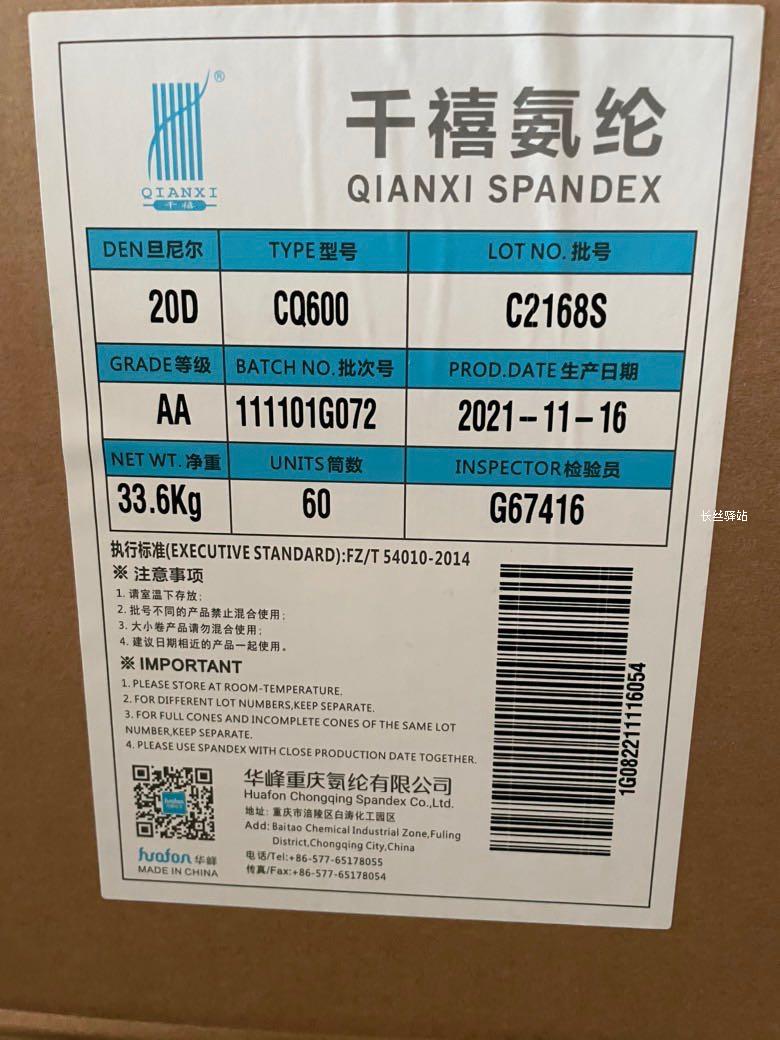 ®
QIANXI
千禧
千禧氨纶
QIANXI SPANDEX
DEN旦尼尔 TYPE型号 LOT NO.批号
20D CQ600 C2168S
GRADE等级 BATCH NO.批次号 PROD.DATE生产日期
AA 111101G072 2021--11-16
NET WT.净重 UNITS筒数 INSPECTOR检验员
33.6Kg 60 G67416
长丝驿站
执行标准(EXECUTIVE STANDARD):FZ/T 54010-2014
※ 注意事项
1. 请室温下存放;
2. 批号不同的产品禁止混合使用;
3. 大小卷产品请勿混合使用;
4. 建议日期相近的产品一起使用。
※ IMPORTANT
1. PLEASE STORE AT ROOM-TEMPERATURE.
2. FOR DIFFERENT LOT NUMBERS,KEEP SEPARATE.
3. FOR FULL CONES AND INCOMPLETE CONES OF THE SAME LOT
NUMBER,KEEP SEPARATE.
4. PLEASE USE SPANDEX WITH CLOSE PRODUCTION DATE TOGETHER.
1G082211116054
huafon
huafon 华峰
MADE IN CHINA
华峰重庆氨纶有限公司
Huafon Chongqing Spandex Co.,Ltd.
地址: 重庆市涪陵区白涛化工园区
Add: Baitao Chemical Industrial Zone,Fuling
District,Chongqing City,China
电话/Tel:+86-577-65178055
传真/Fax:+86-577-65178054